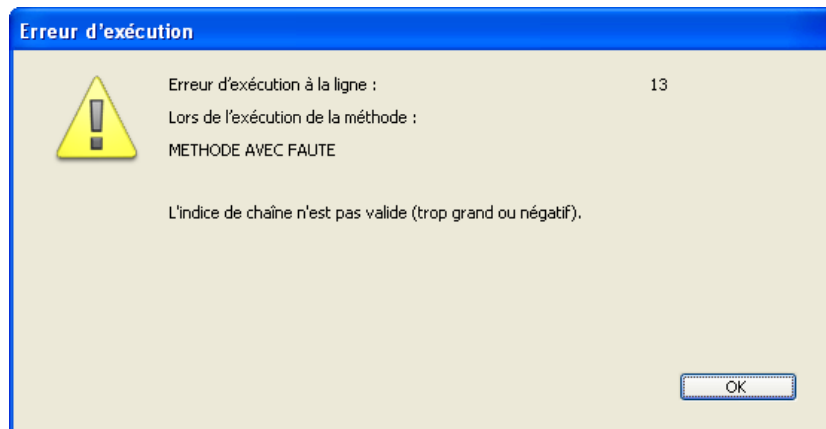 Erreur d'exécution
Erreur d’exécution à la ligne : 13
Lors de l’exécution de la méthode :
METHODE AVEC FAUTE
L'indice de chaîne n'est pas valide (trop grand ou négatif).
OK